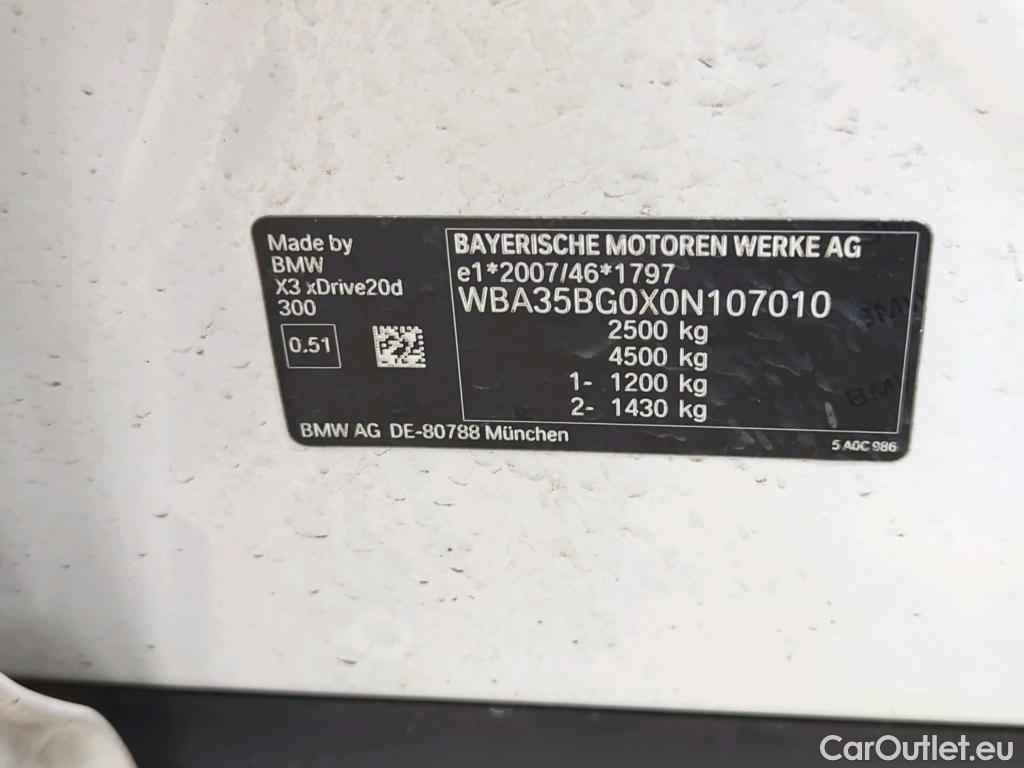 Made by
BMW
X3 xDrive20d
300
0.51
BAYERISCHE MOTOREN WERKE AG
e1*2007/46*1797
WBA35BG0X0N107010
2500 kg
4500 kg
1- 1200 kg
2- 1430 kg
BMW AG DE-80788 München
5 A0C 986
CarOutlet.eu